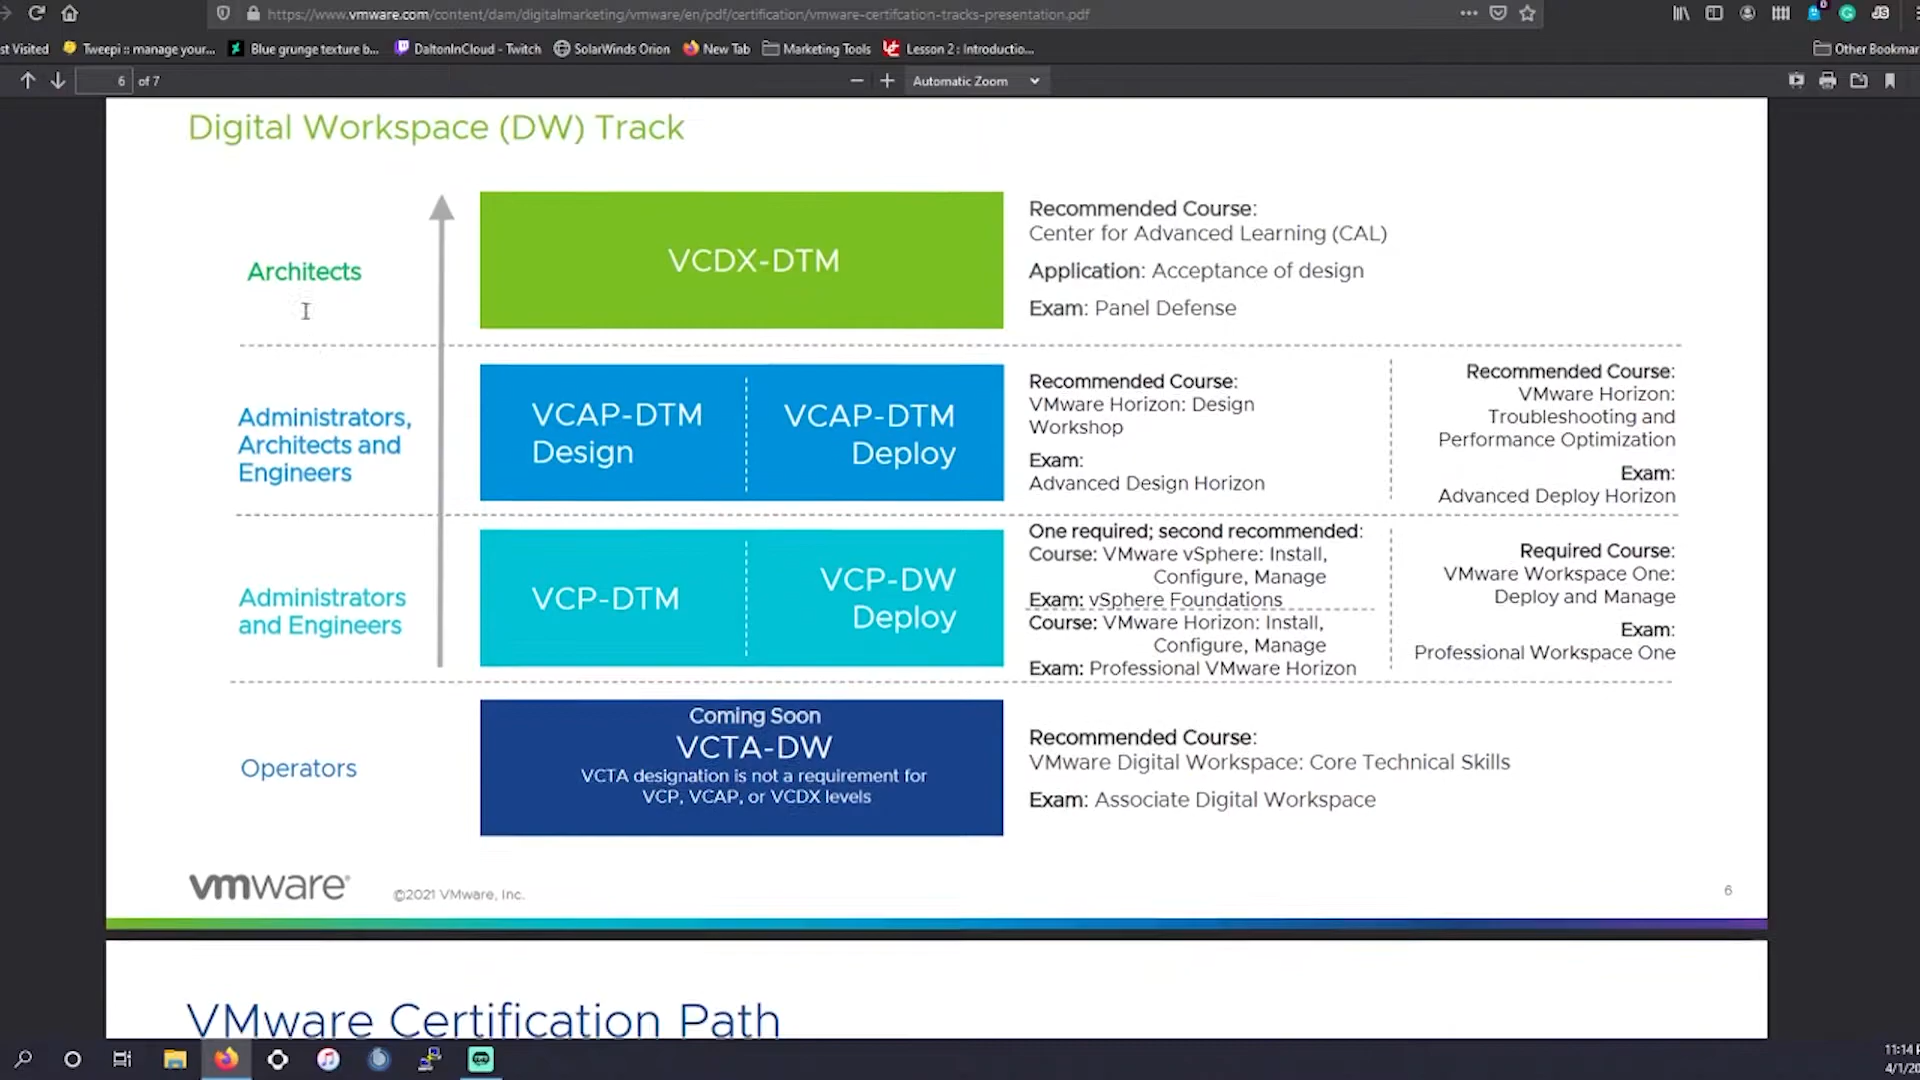 https://www.vmware.com/content/dam/digitalmarketing/vmware/en/pdf/certification/vmware-certifcation-tracks-presentation.pdf
st Visited Tweepi :: manage your... Blue grunge texture b... DaltonInCloud - Twitch SolarWinds Orion New Tab Marketing Tools Lesson 2 : Introductio... Other Bookmar
6 of 7 Automatic Zoom
Digital Workspace (DW) Track
Architects
VCDX-DTM
Recommended Course:
Center for Advanced Learning (CAL)
Application: Acceptance of design
Exam: Panel Defense
Administrators,
Architects and
Engineers
VCAP-DTM
Design
VCAP-DTM
Deploy
Recommended Course:
VMware Horizon: Design
Workshop
Exam:
Advanced Design Horizon
Recommended Course:
VMware Horizon:
Troubleshooting and
Performance Optimization
Exam:
Advanced Deploy Horizon
Administrators
and Engineers
VCP-DTM
VCP-DW
Deploy
One required; second recommended:
Course: VMware vSphere: Install,
Configure, Manage
Exam: vSphere Foundations
Course: VMware Horizon: Install,
Configure, Manage
Exam: Professional VMware Horizon
Required Course:
VMware Workspace One:
Deploy and Manage
Exam:
Professional Workspace One
Operators
Coming Soon
VCTA-DW
VCTA designation is not a requirement for
VCP, VCAP, or VCDX levels
Recommended Course:
VMware Digital Workspace: Core Technical Skills
Exam: Associate Digital Workspace
vmware®
©2021 VMware, Inc.
6
VMware Certification Path
11:14 P
4/1/20